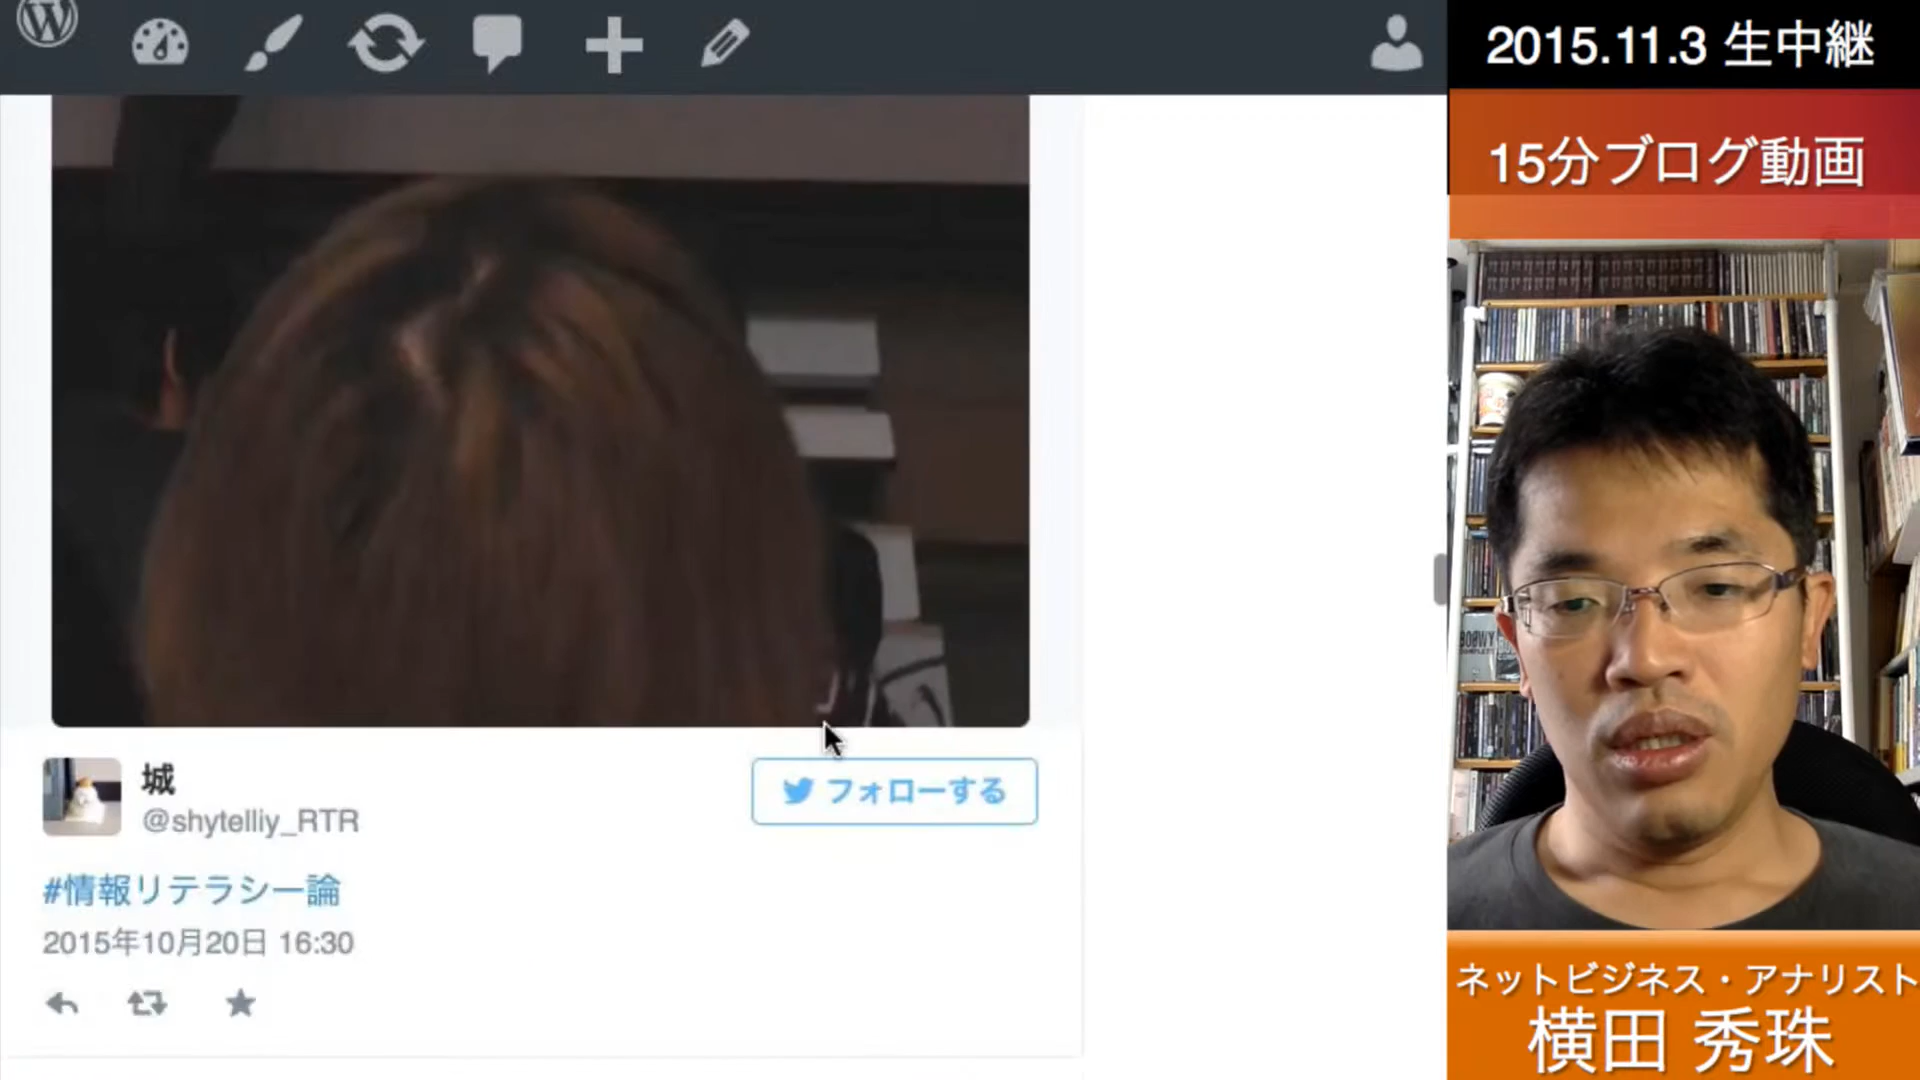 2015.11.3 生中継
15分ブログ動画
BOØWY
城
@shytelliy_RTR
フォローする
#情報リテラシー論
2015年10月20日 16:30
ネットビジネス・アナリスト
横田 秀珠